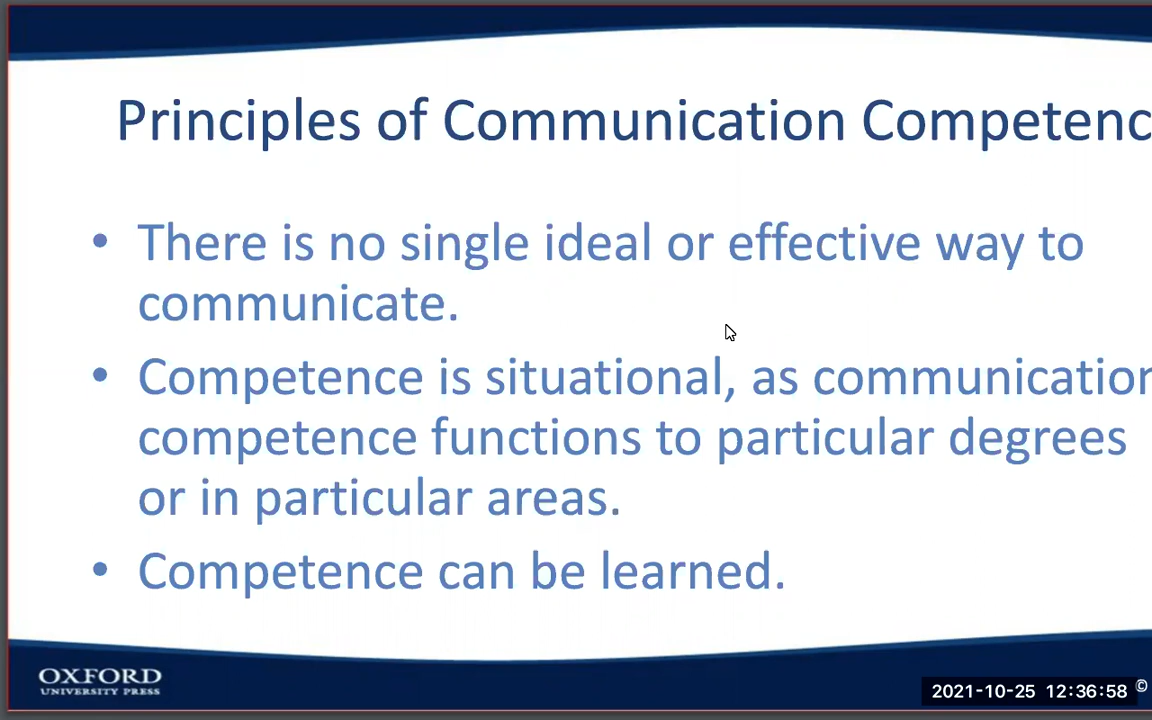 Principles of Communication Competenc
• There is no single ideal or effective way to
communicate.
• Competence is situational, as communication
competence functions to particular degrees
or in particular areas.
• Competence can be learned.
OXFORD
UNIVERSITY PRESS
2021-10-25 12:36:58 ©